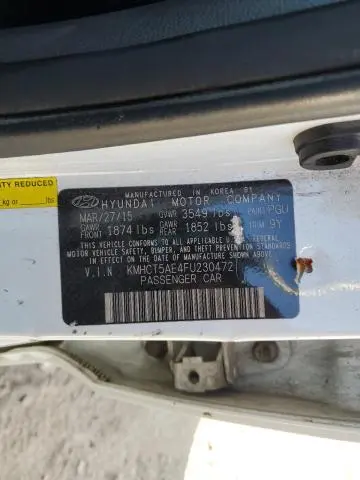 TY REDUCED
kg or lbs
MANUFACTURED IN KOREA BY
HYUNDAI MOTOR COMPANY
MAR/27/15 GVWR 3549 lbs PAINT PGU
GAWR FRONT 1874 lbs GAWR REAR 1852 lbs TRIM 9Y
THIS VEHICLE CONFORMS TO ALL APPLICABLE U.S. FEDERAL
MOTOR VEHICLE SAFETY, BUMPER, AND THEFT PREVENTION STANDARDS
IN EFFECT ON THE DATE OF MANUFACTURE SHOWN ABOVE.
V.I.N KMHCT5AE4FU230472
PASSENGER CAR